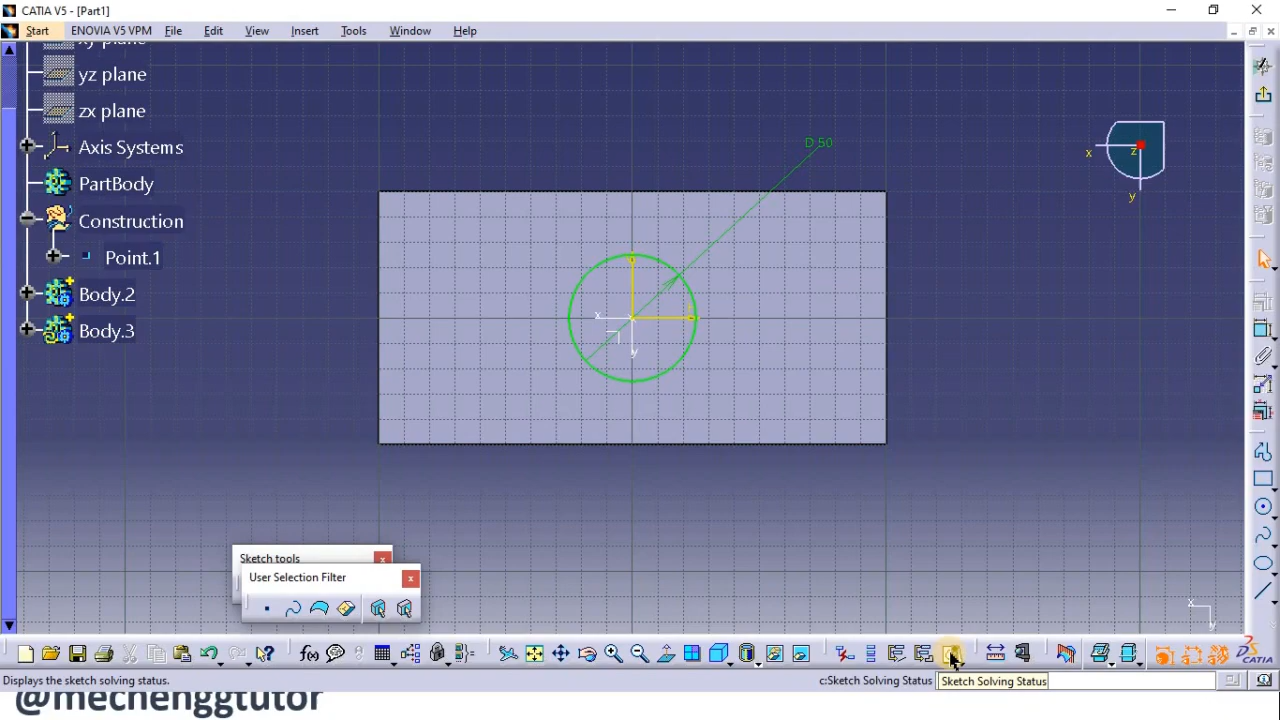 CATIA V5 - [Part1]
Start
ENOVIA V5 VPM
File
Edit
View
Insert
Tools
Window
Help
yz plane
zx plane
Axis Systems
PartBody
Construction
Point.1
Body.2
Body.3
D 50
x
z
y
x
y
Sketch tools
User Selection Filter
x
y
f(x)
CATIA
Displays the sketch solving status.
c:Sketch Solving Status
Sketch Solving Status
@mechenggtutor